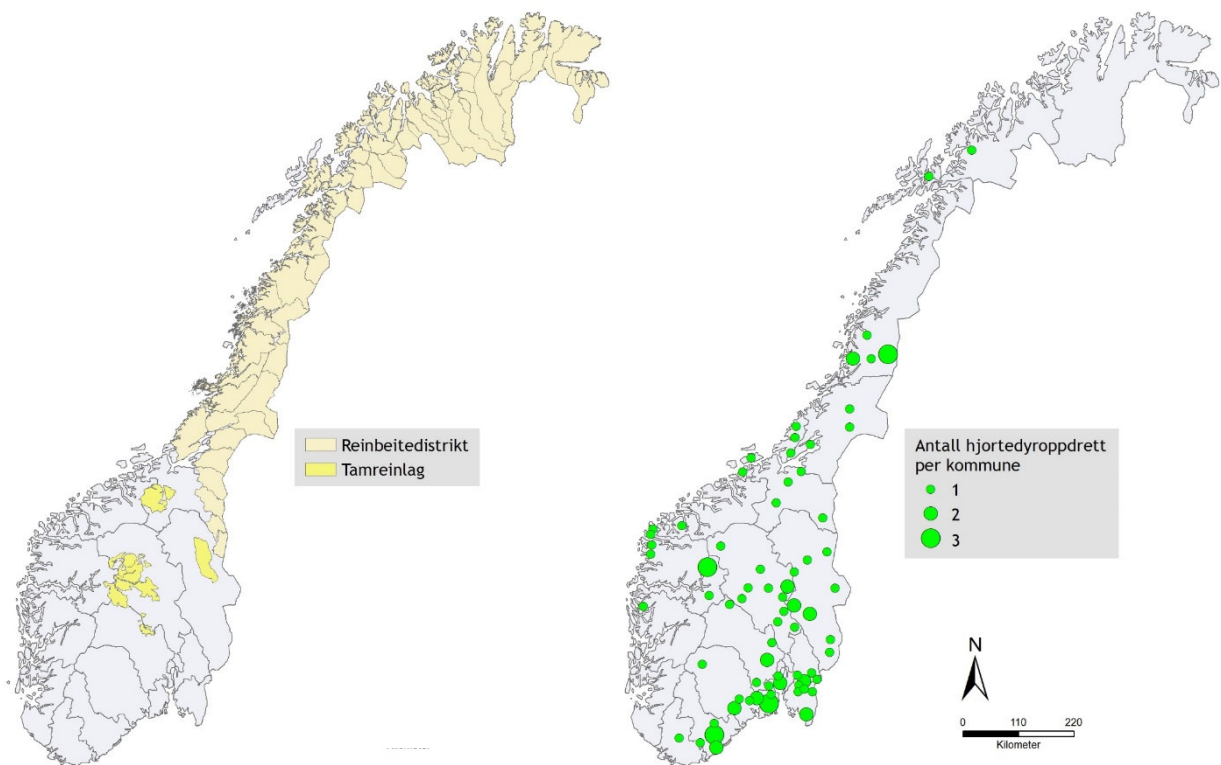 Reinbeitedistrikt
Tamreinlag
Antall hjortedyroppdrett
per kommune
1
2
3
N
0 110 220
Kilometer